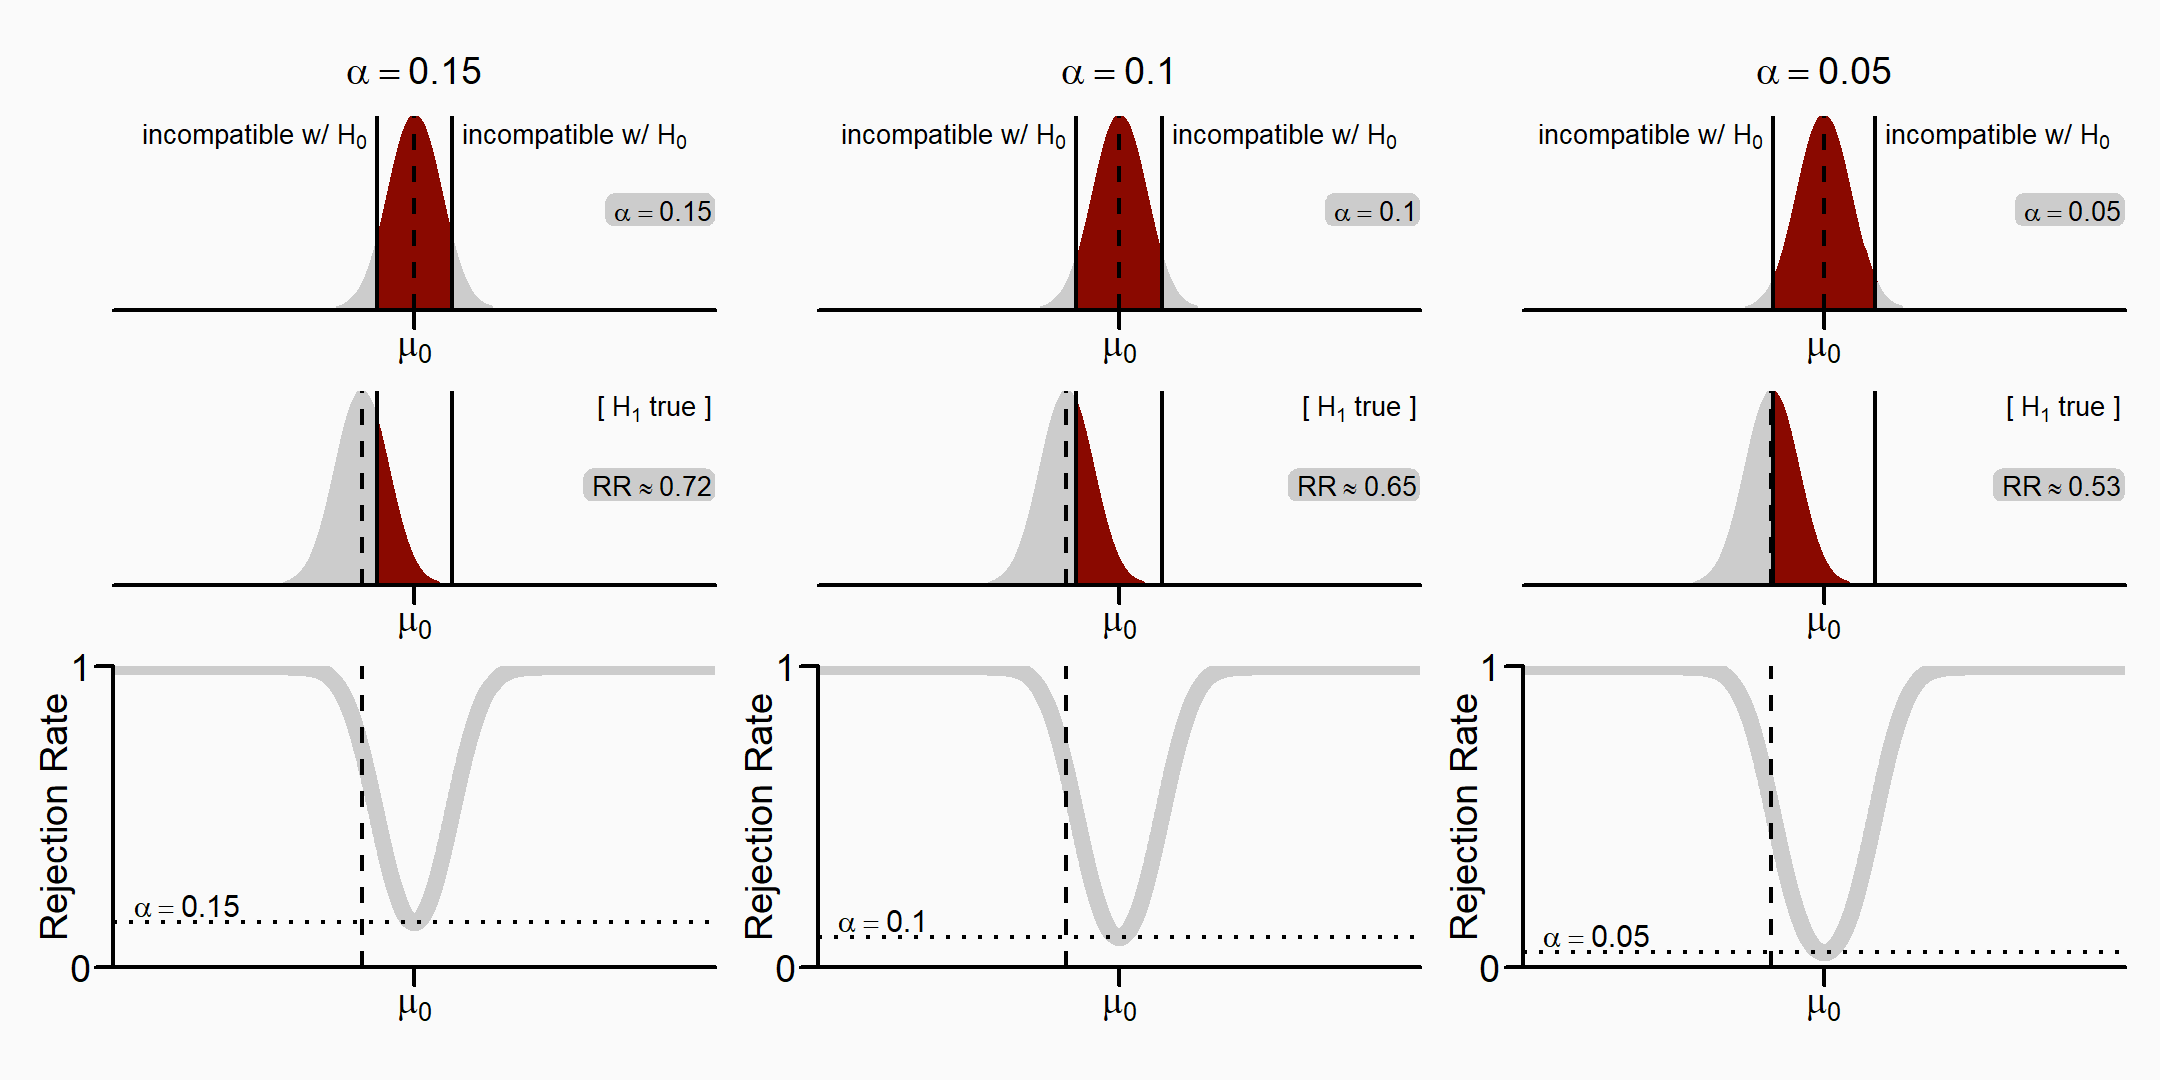 α = 0.15
incompatible w/ H₀ incompatible w/ H₀
α = 0.15
μ₀
[ H₁ true ]
RR ≈ 0.72
μ₀
1
Rejection Rate
α = 0.15
0
μ₀
α = 0.1
incompatible w/ H₀ incompatible w/ H₀
α = 0.1
μ₀
[ H₁ true ]
RR ≈ 0.65
μ₀
1
Rejection Rate
α = 0.1
0
μ₀
α = 0.05
incompatible w/ H₀ incompatible w/ H₀
α = 0.05
μ₀
[ H₁ true ]
RR ≈ 0.53
μ₀
1
Rejection Rate
α = 0.05
0
μ₀